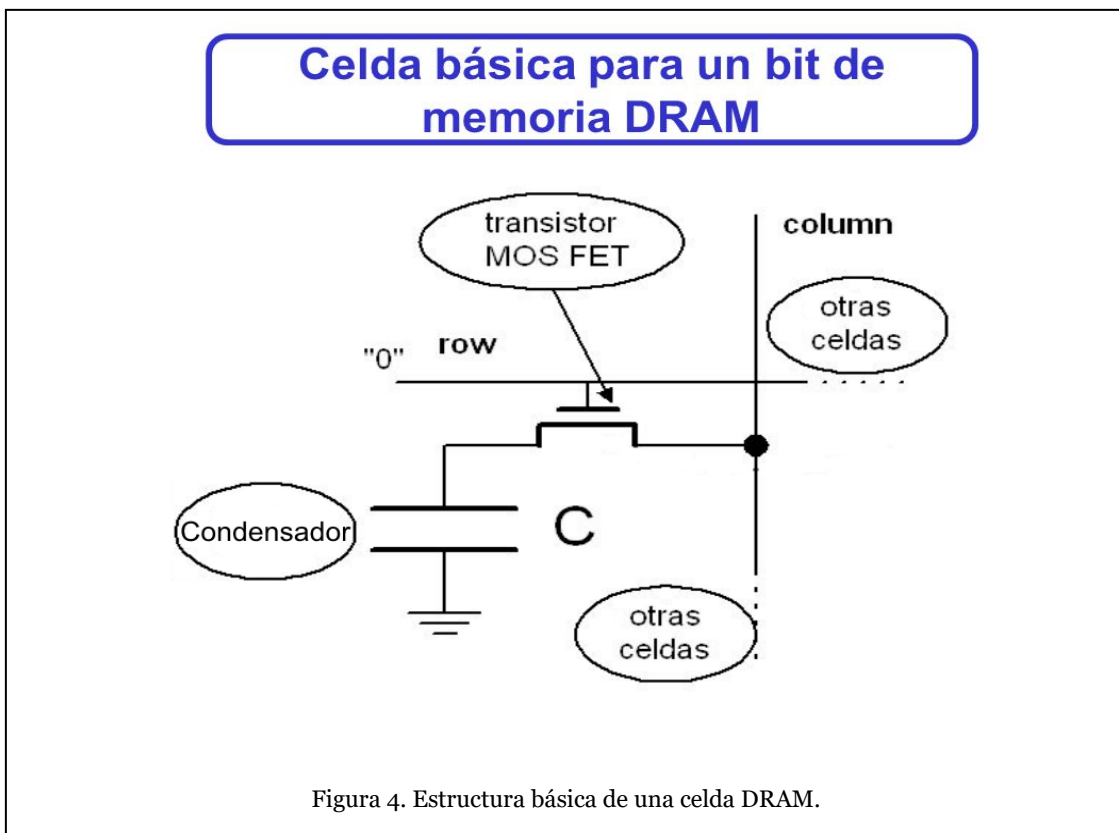 Celda básica para un bit de
memoria DRAM
transistor
MOS FET
column
otras
celdas
"0"
row
Condensador
C
otras
celdas
Figura 4. Estructura básica de una celda DRAM.